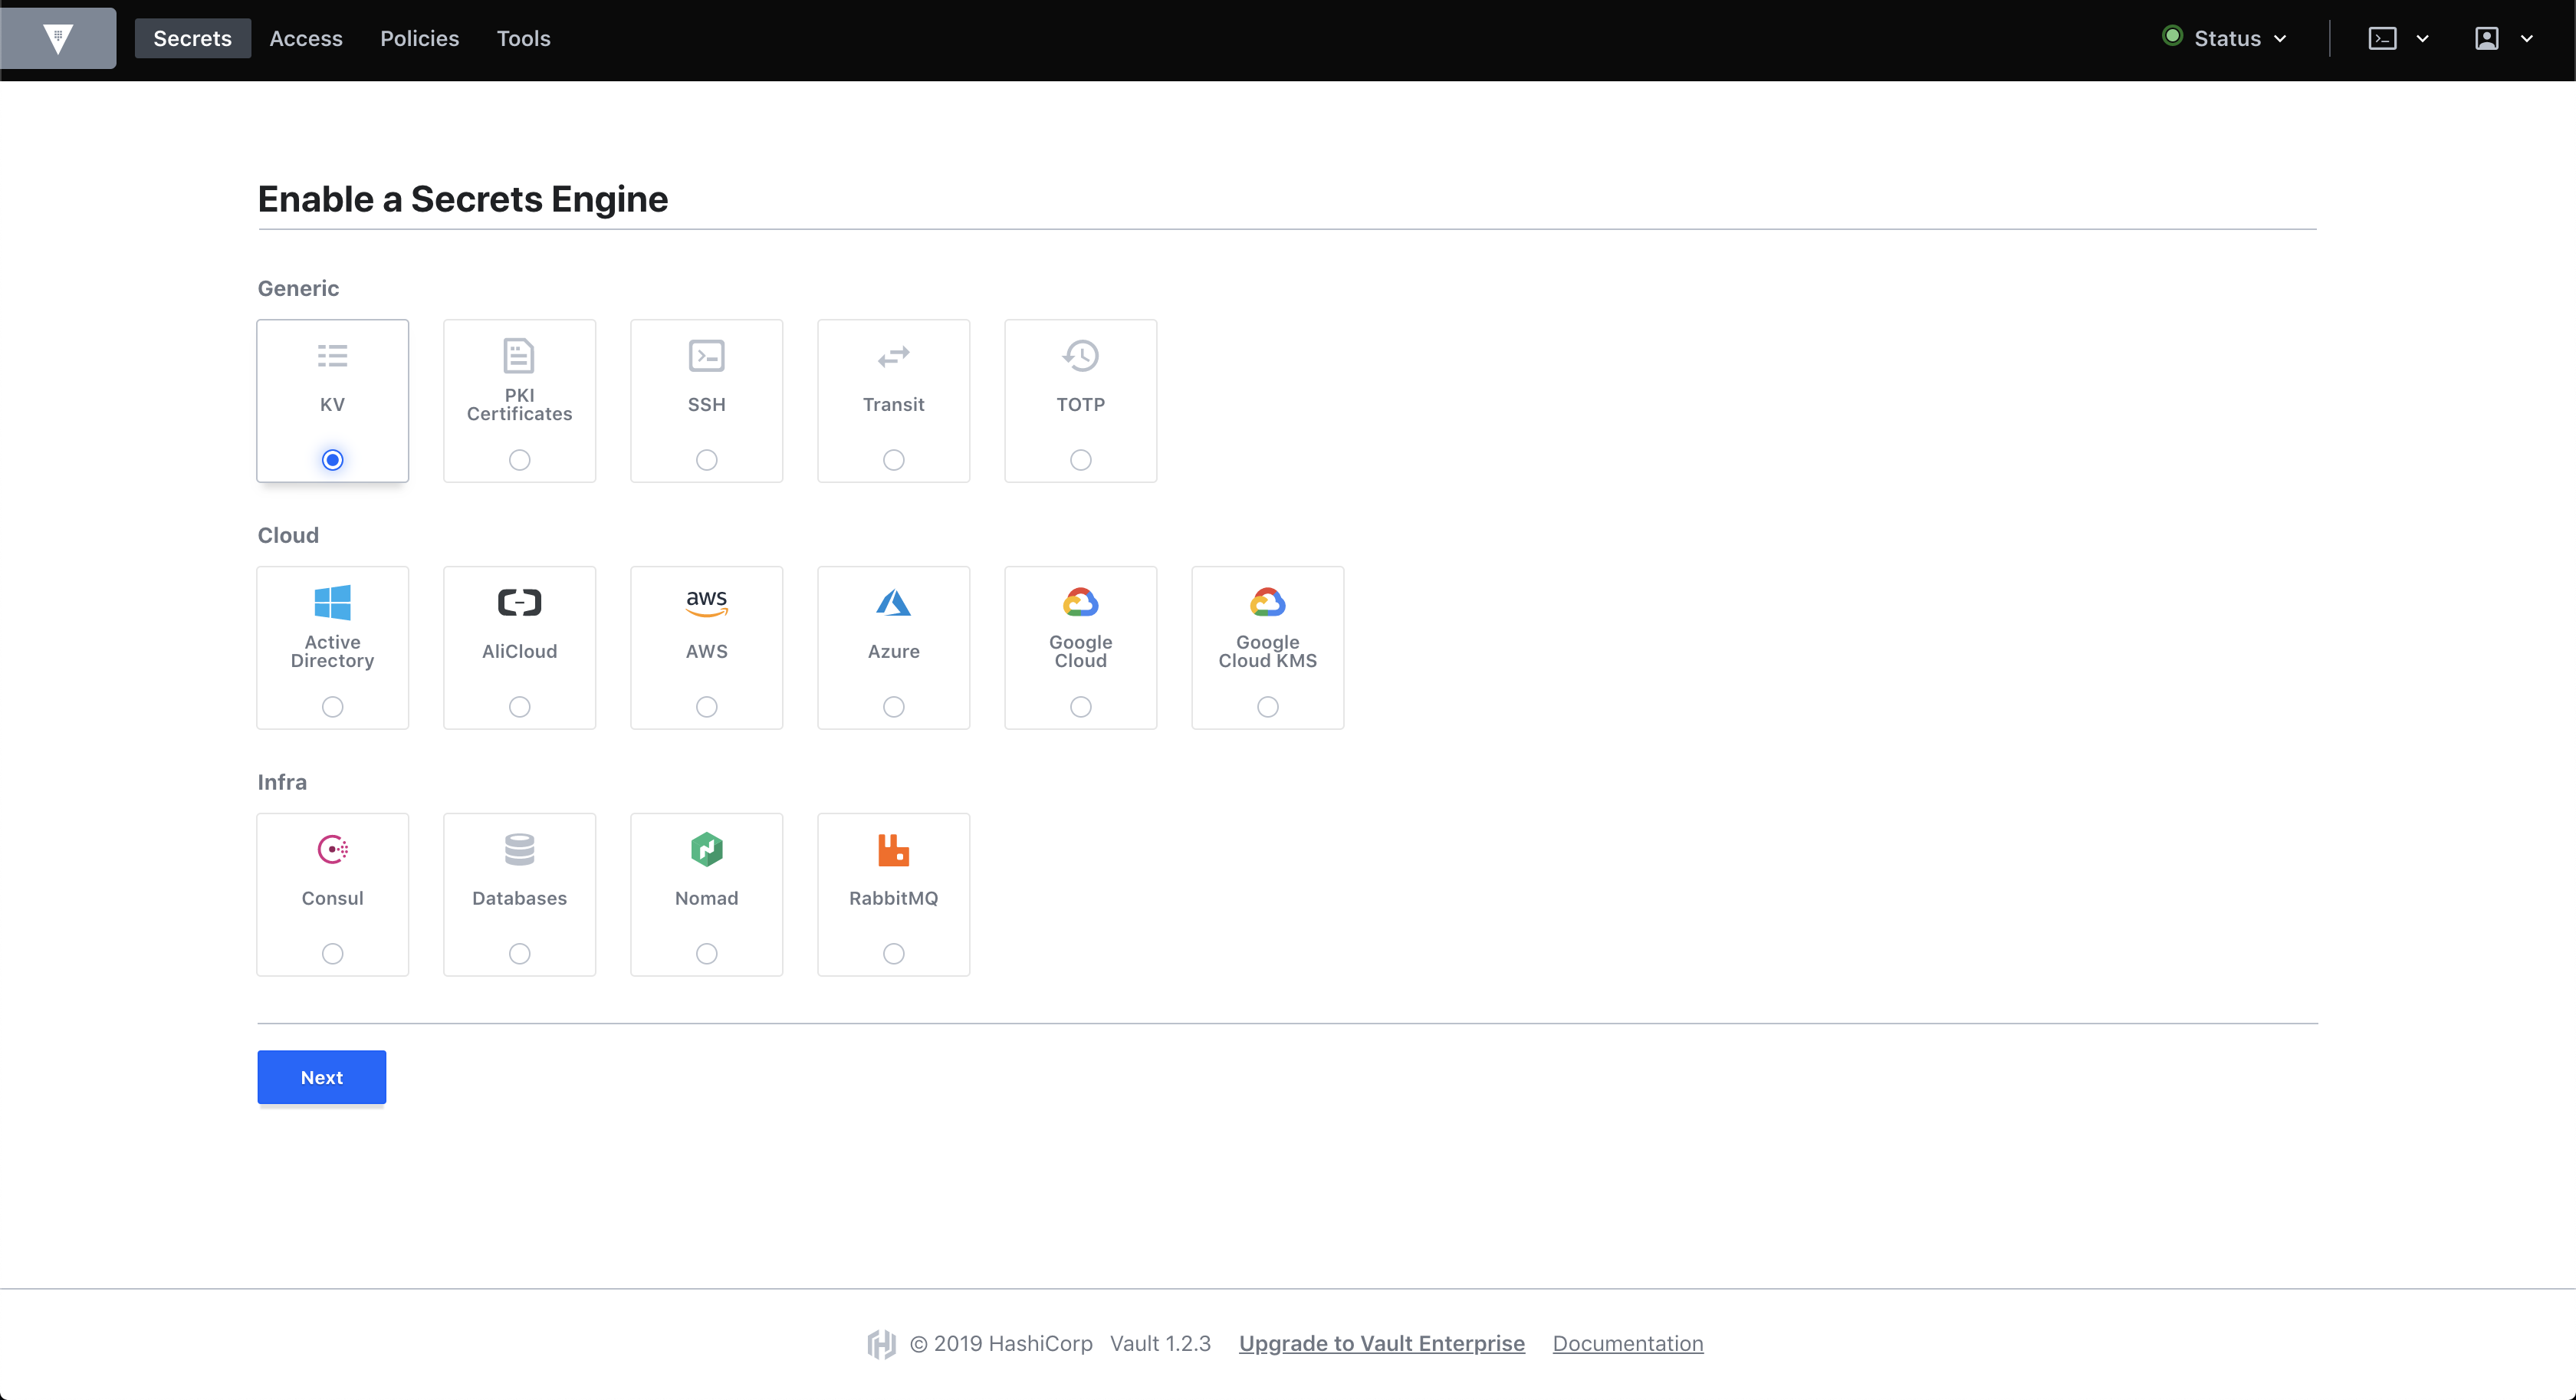 Secrets Access Policies Tools Status
Enable a Secrets Engine
Generic
KV
PKI
Certificates
SSH
Transit
TOTP
Cloud
Active
Directory
AliCloud
aws
AWS
Azure
Google
Cloud
Google
Cloud KMS
Infra
Consul
Databases
Nomad
RabbitMQ
Next
© 2019 HashiCorp Vault 1.2.3 Upgrade to Vault Enterprise Documentation